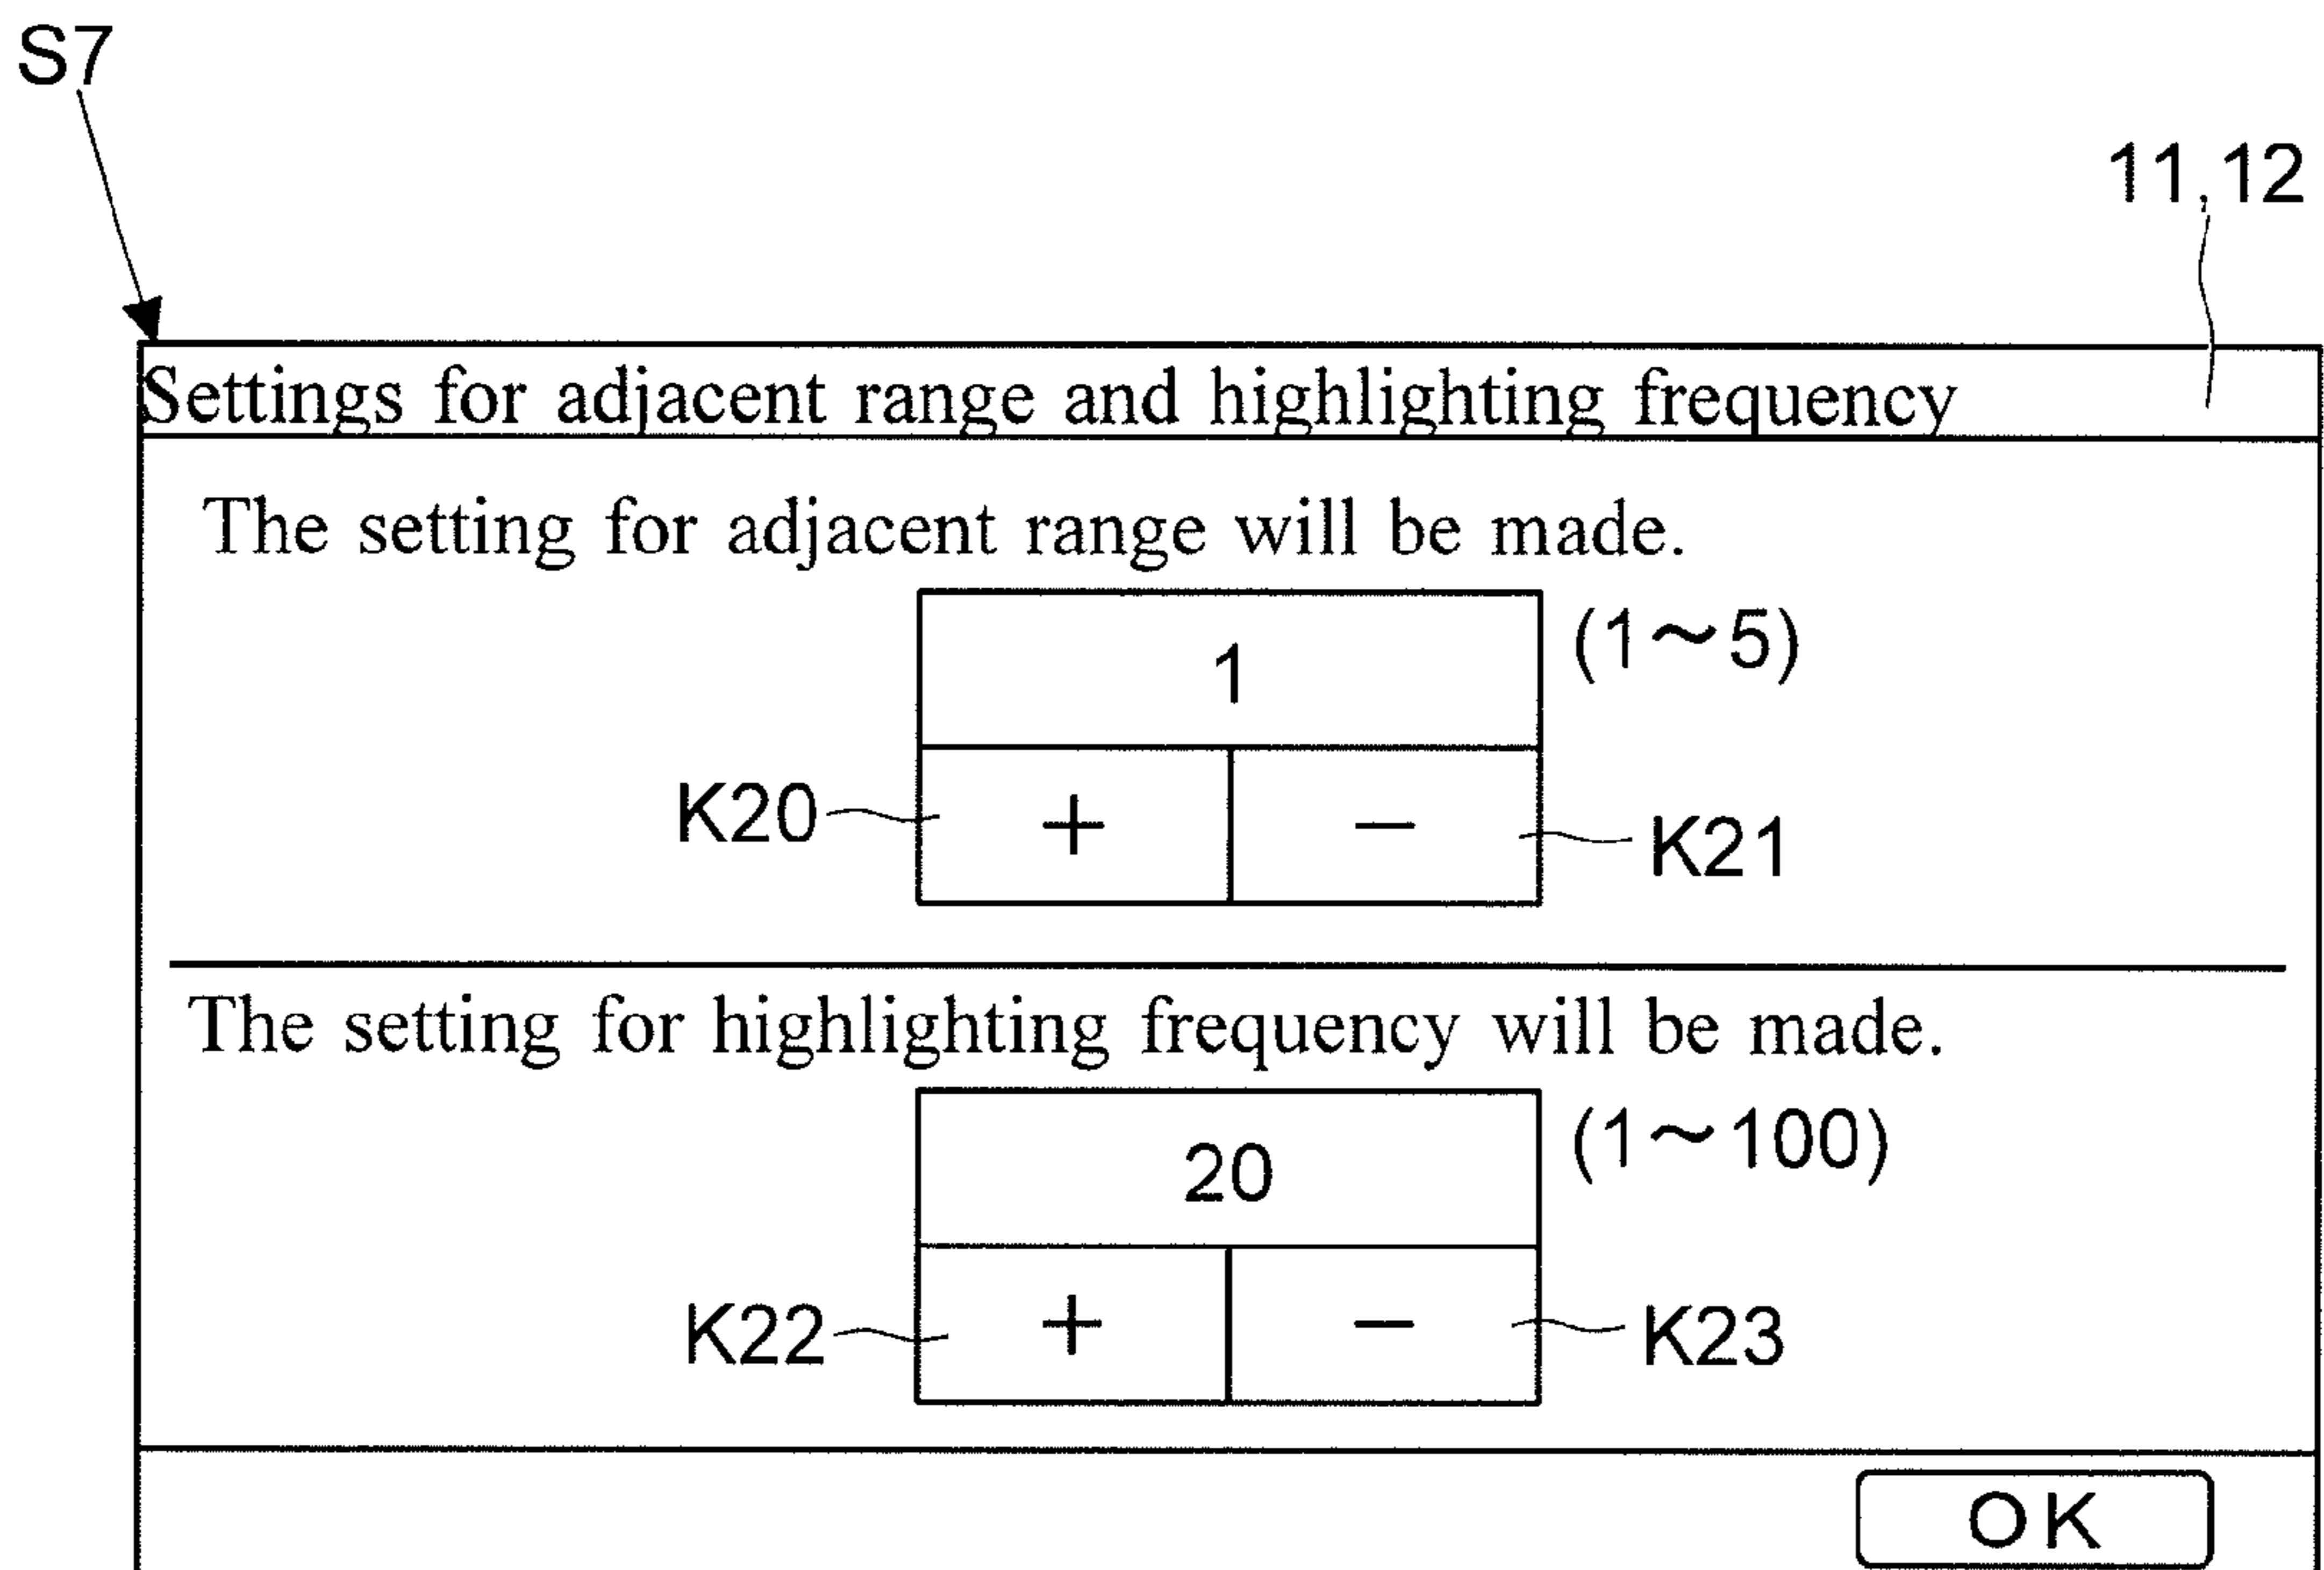 S7
11,12
Settings for adjacent range and highlighting frequency
The setting for adjacent range will be made.
1
(1~5)
K20
+
−
K21
The setting for highlighting frequency will be made.
20
(1~100)
K22
+
−
K23
OK